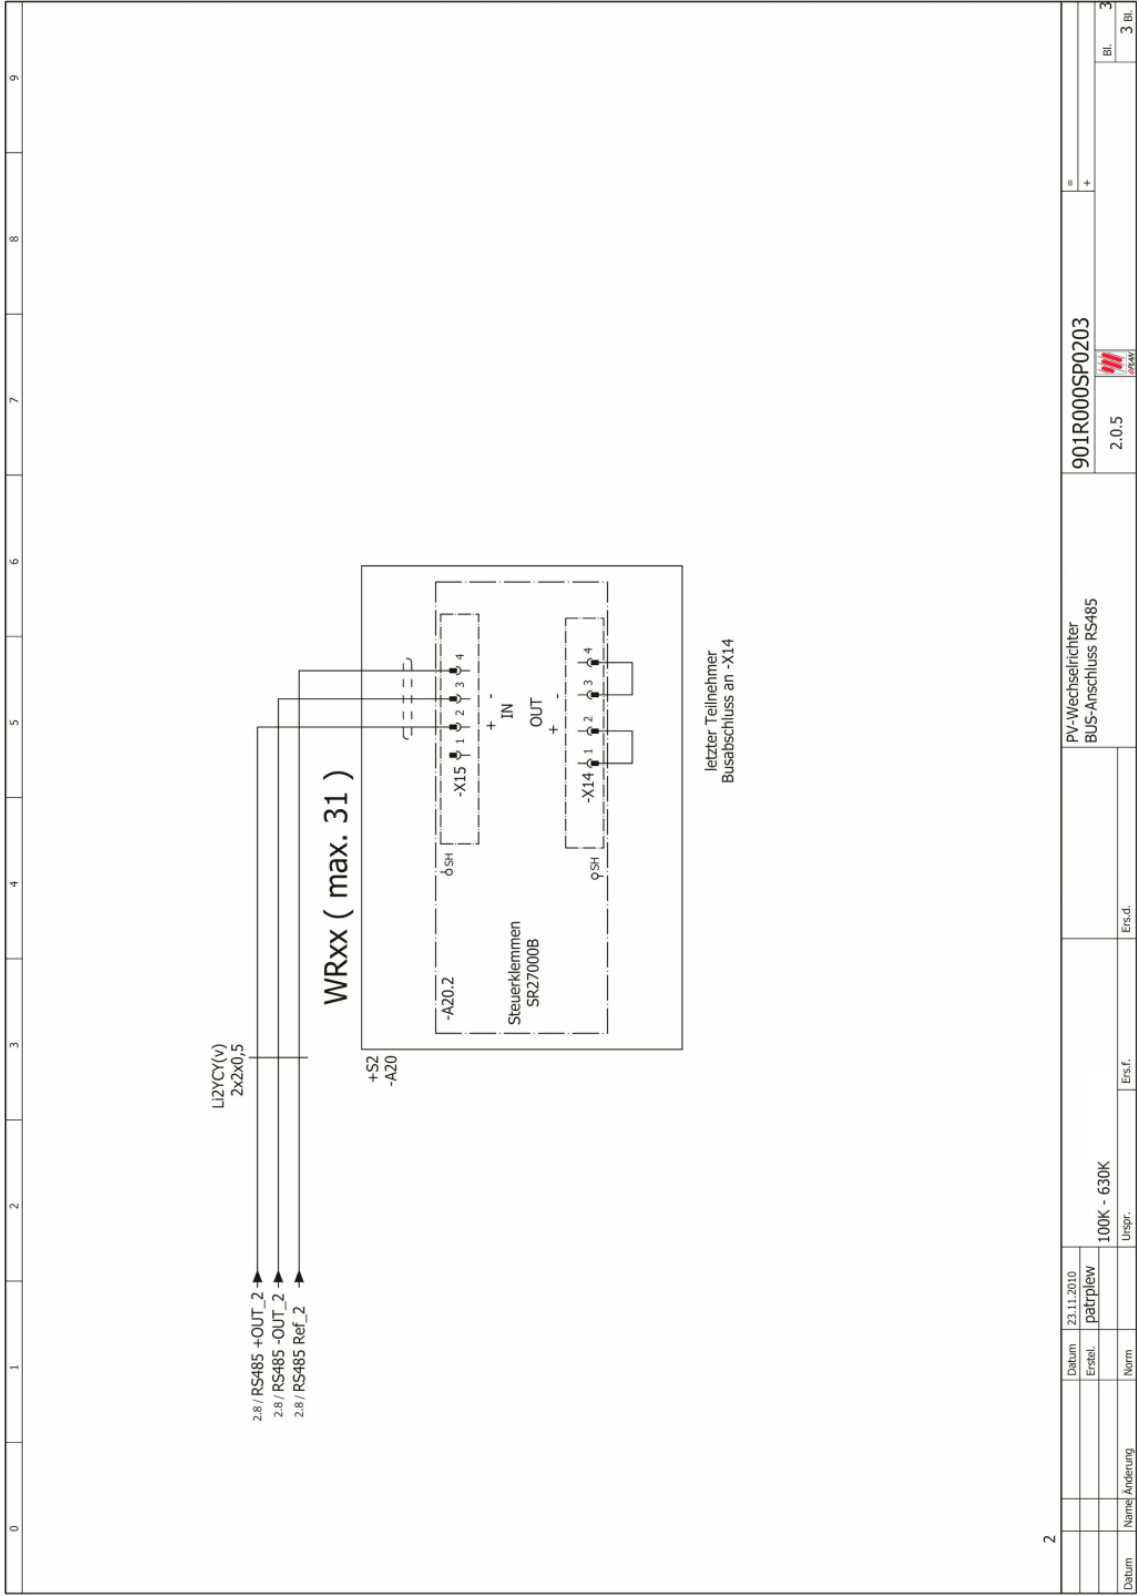 0 1 2 3 4 5 6 7 8 9
Li2YCY(v)
2x2x0,5
2.8 / RS485 +OUT_2
2.8 / RS485 -OUT_2
2.8 / RS485 Ref_2
WRxx ( max. 31 )
+S2
-A20
-A20.2
SH
-X15
1 2 3 4
+ -
IN
Steuerklemmen
SR27000B
OUT
+ -
-X14
1 2 3 4
SH
letzter Teilnehmer
Busabschluss an -X14
2
Datum 23.11.2010
Erstel. patrplew
100K - 630K
Datum Name Änderung Norm Urspr. Ers.f. Ers.d.
PV-Wechselrichter
BUS-Anschluss RS485
901R000SP0203
2.0.5
ePLAN
=
+
Bl. 3
3 Bl.